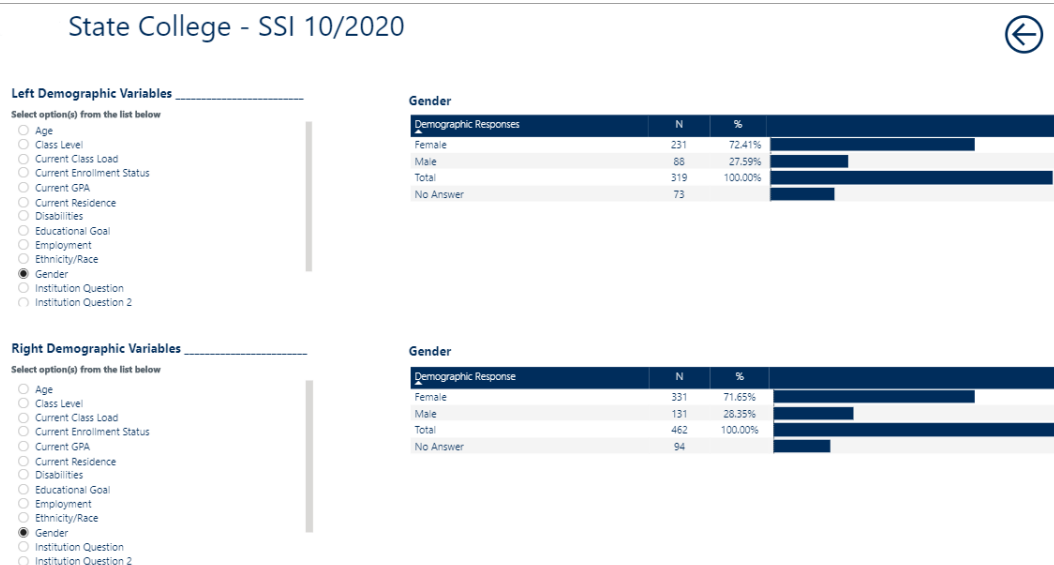 State College - SSI 10/2020
Left Demographic Variables
Select option(s) from the list below
Age
Class Level
Current Class Load
Current Enrollment Status
Current GPA
Current Residence
Disabilities
Educational Goal
Employment
Ethnicity/Race
Gender
Institution Question
Institution Question 2
Gender
Demographic Responses N %
Female 231 72.41%
Male 88 27.59%
Total 319 100.00%
No Answer 73
Right Demographic Variables
Select option(s) from the list below
Age
Class Level
Current Class Load
Current Enrollment Status
Current GPA
Current Residence
Disabilities
Educational Goal
Employment
Ethnicity/Race
Gender
Institution Question
Institution Question 2
Gender
Demographic Response N %
Female 331 71.65%
Male 131 28.35%
Total 462 100.00%
No Answer 94